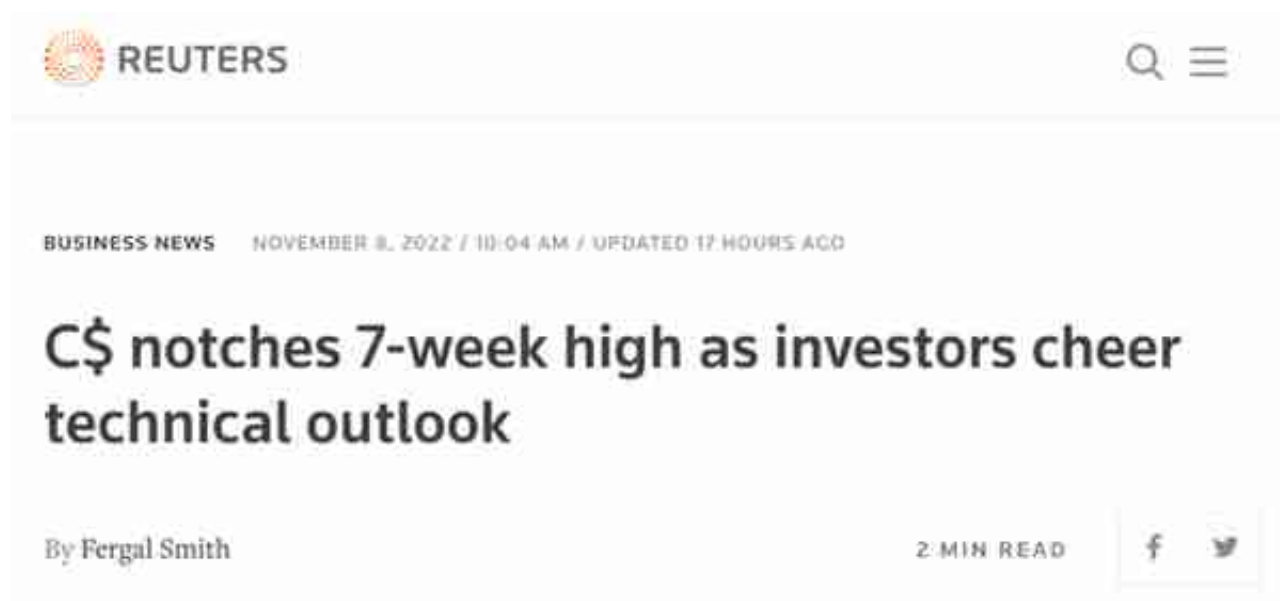 REUTERS
BUSINESS NEWS NOVEMBER 8, 2022 / 10:04 AM / UPDATED 17 HOURS AGO
C$ notches 7-week high as investors cheer
technical outlook
By Fergal Smith 2 MIN READ